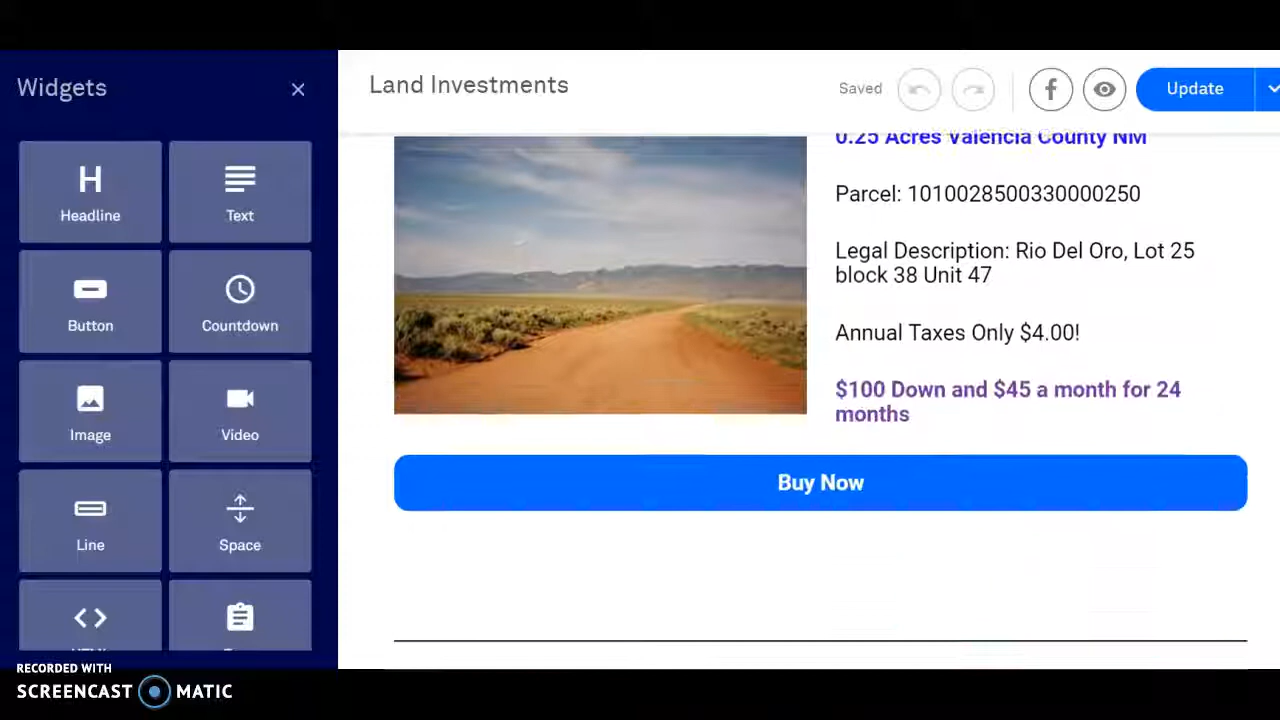 Widgets
Land Investments
Saved
Update
0.25 Acres Valencia County NM
Headline
Text
Parcel: 1010028500330000250
Legal Description: Rio Del Oro, Lot 25
block 38 Unit 47
Button
Countdown
Annual Taxes Only $4.00!
$100 Down and $45 a month for 24
months
Image
Video
Buy Now
Line
Space
RECORDED WITH
SCREENCAST MATIC